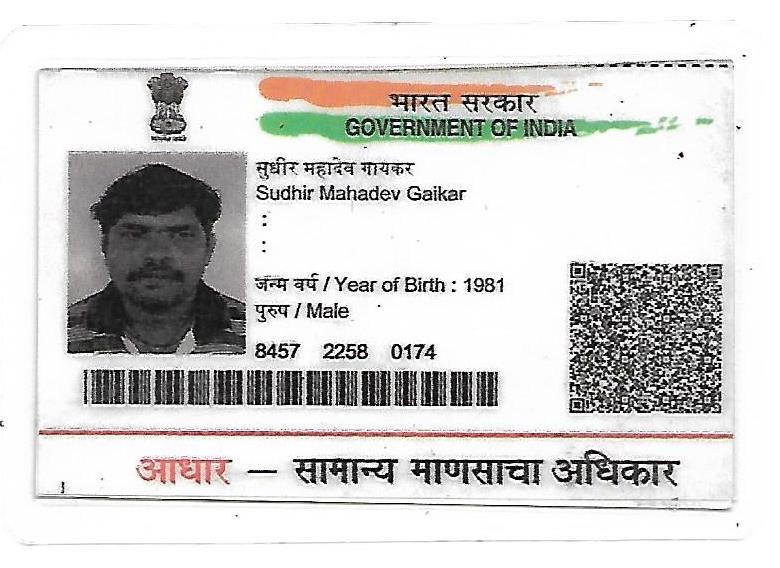 भारत सरकार
GOVERNMENT OF INDIA
सुधीर महादेव गायकर
Sudhir Mahadev Gaikar
:
:
जन्म वर्ष / Year of Birth : 1981
पुरुष / Male
8457 2258 0174
आधार — सामान्य माणसाचा अधिकार